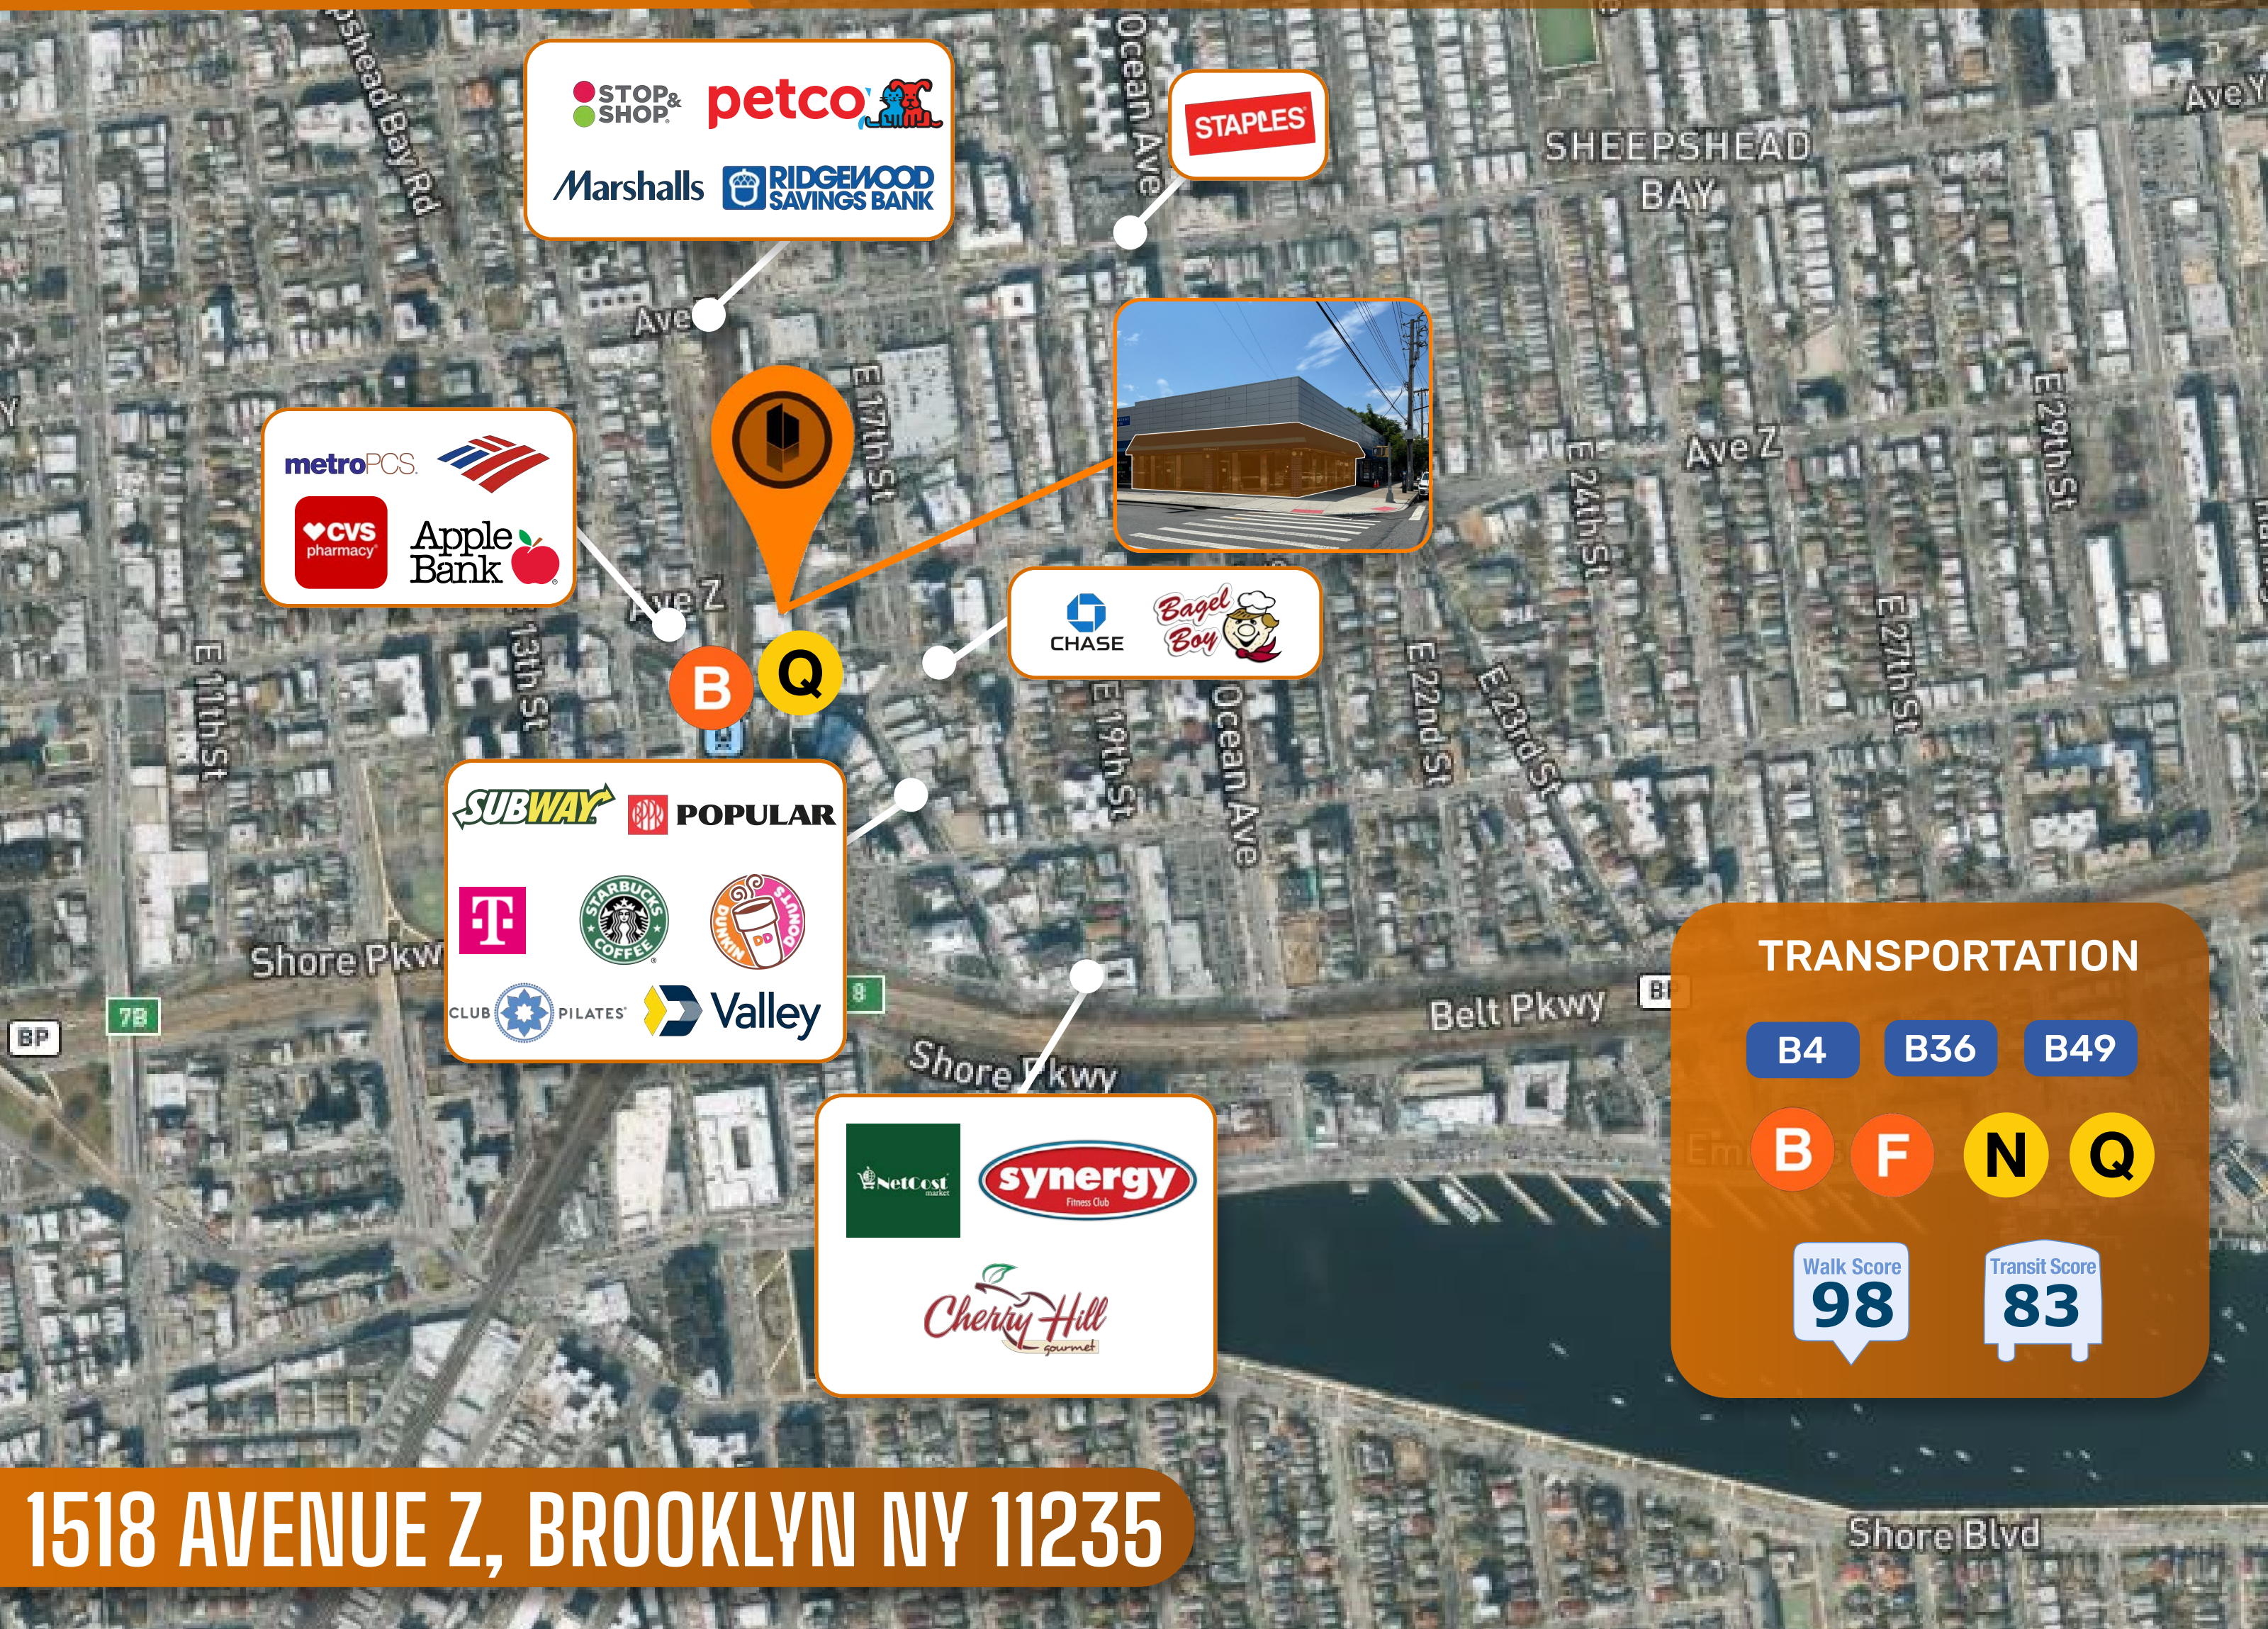 Ocean Ave
Ave Y
STOP&
SHOP
petco
Marshalls
RIDGEWOOD
SAVINGS BANK
STAPLES
SHEEPSHEAD
BAY
Bay Rd
Ave
E 17th St
E 29th St
Ave Z
E 24th St
metroPCS.
CVS
pharmacy
Apple
Bank
Ave Z
CHASE
Bagel
Boy
E 11th St
13th St
B
Q
E 19th St
Ocean Ave
E 22nd St
E 23rd St
E 27th St
SUBWAY
POPULAR
T
STARBUCKS
COFFEE
DUNKIN'
DONUTS
DD
CLUB PILATES
Valley
Shore Pkw
7B
BP
8
Belt Pkwy
BP
Shore Pkwy
TRANSPORTATION
B4 B36 B49
B F N Q
Walk Score
98
Transit Score
83
NetCost
market
synergy
Fitness Club
Cherry Hill
gourmet
1518 AVENUE Z, BROOKLYN NY 11235
Shore Blvd